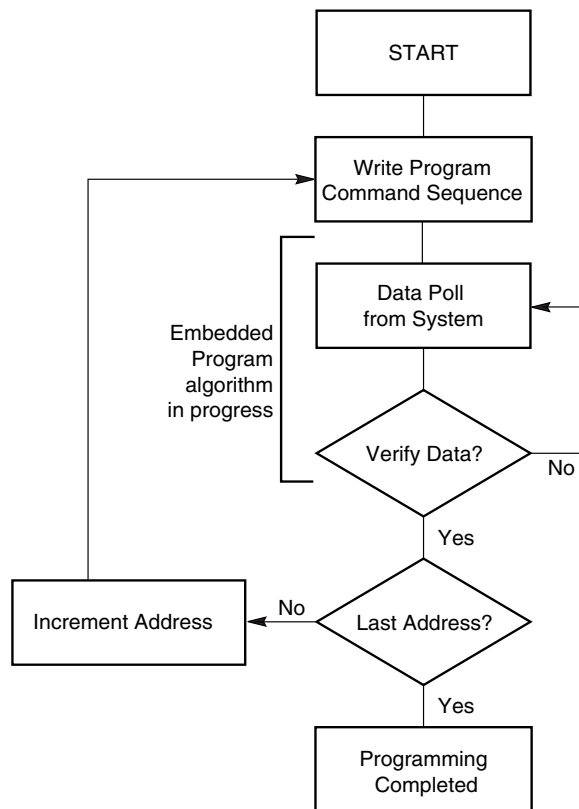 START
Write Program
Command Sequence
Data Poll
from System
Embedded
Program
algorithm
in progress
Verify Data?
No
Yes
Increment Address
No
Last Address?
Yes
Programming
Completed